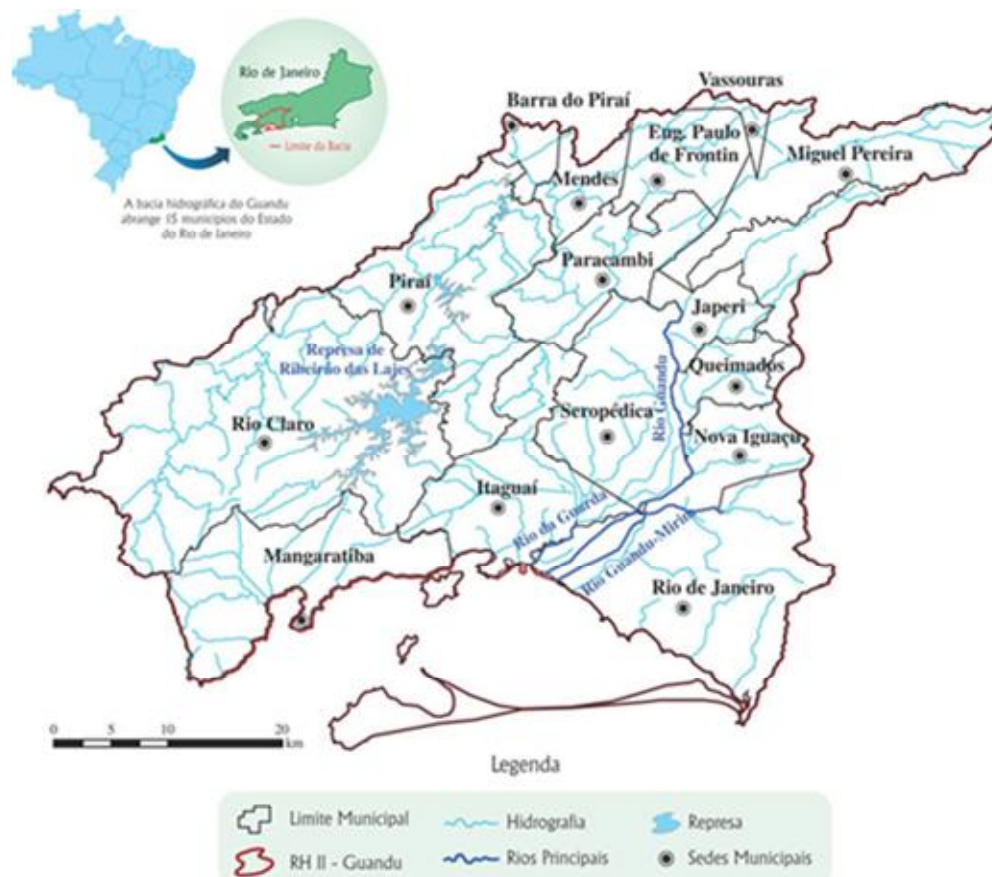 Rio de Janeiro
Limite da Bacia
A bacia hidrográfica do Guandu
abrange 15 municípios do Estado
do Rio de Janeiro
Vassouras
Barra do Piraí
Eng. Paulo
de Frontin
Miguel Pereira
Mendes
Paracambi
Piraí
Japeri
Represa de
Ribeirão das Lajes
Queimados
Rio Guandu
Seropédica
Rio Claro
Nova Iguaçu
Itaguaí
Rio da Guarda
Mangaratiba
Rio Guandu-Mirim
Rio de Janeiro
0 5 10 20
km
Legenda
Limite Municipal
Hidrografia
Represa
RH II - Guandu
Rios Principais
Sedes Municipais